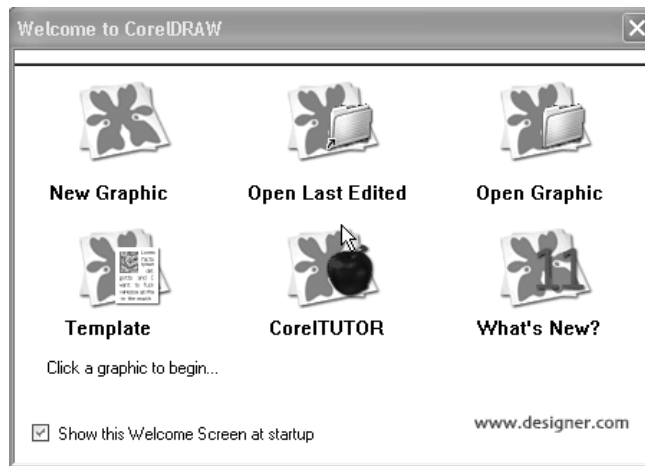 Welcome to CorelDRAW
New Graphic
Open Last Edited
Open Graphic
11
Template
CorelTUTOR
What's New?
Click a graphic to begin...
www.designer.com
Show this Welcome Screen at startup